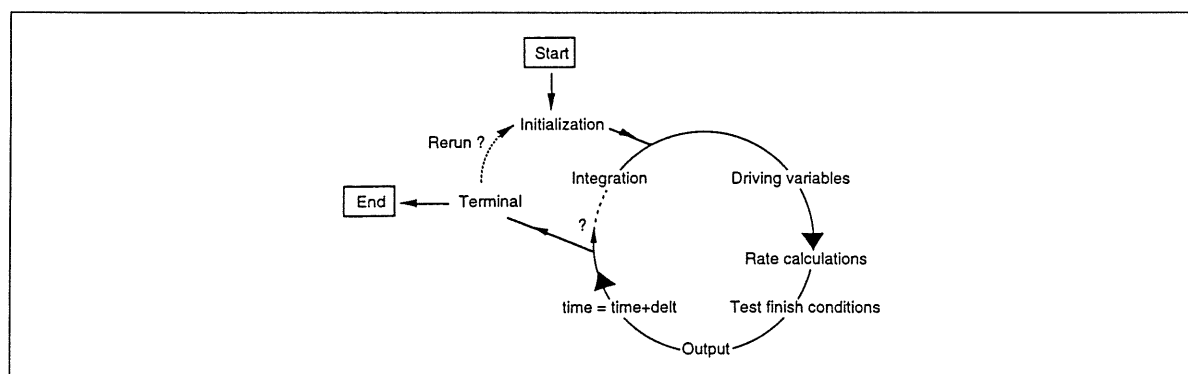 Start
Initialization
Rerun ?
Integration
Driving variables
End
Terminal
?
Rate calculations
time = time+delt
Test finish conditions
Output